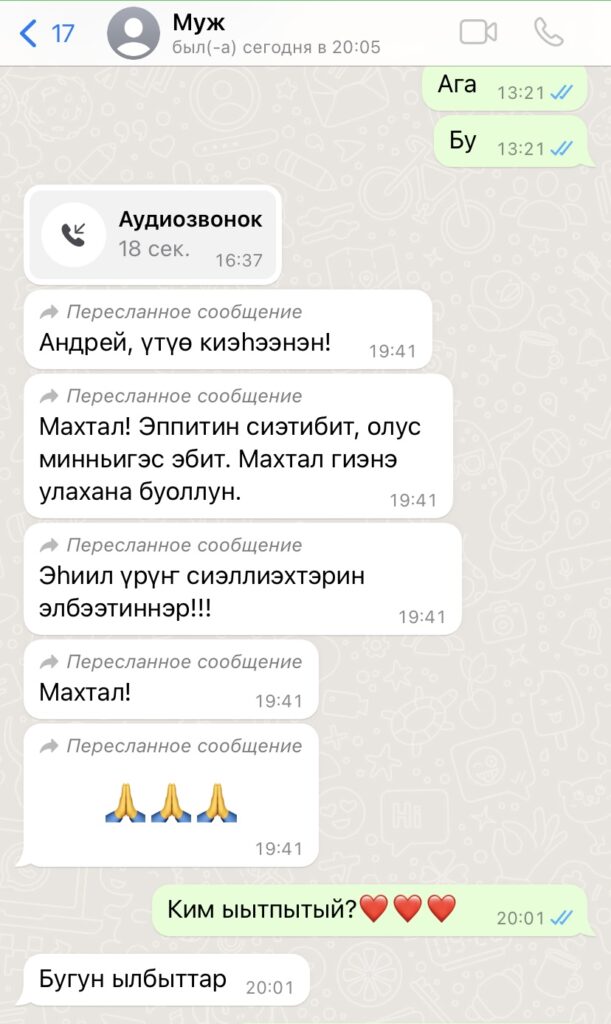 17
Муж
был(-а) сегодня в 20:05
Ага 13:21
Бу 13:21
Аудиозвонок
18 сек. 16:37
Пересланное сообщение
Андрей, үтүө киэһээнэн! 19:41
Пересланное сообщение
Махтал! Эппитин сиэтибит, олус
минньигэс эбит. Махтал гиэнэ
улахана буоллун. 19:41
Пересланное сообщение
Эһиил үрүҥ сиэллиэхтэрин
элбээтиннэр!!! 19:41
Пересланное сообщение
Махтал! 19:41
Пересланное сообщение
🙏🙏🙏
19:41
Ким ыытпытый?❤️❤️❤️ 20:01
Бугун ылбыттар 20:01